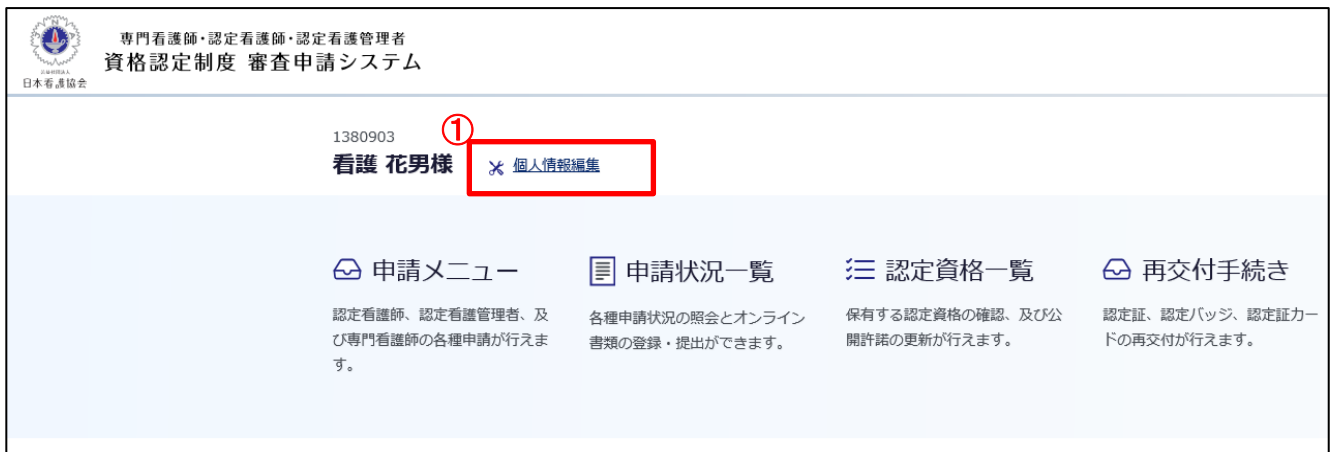 専門看護師・認定看護師・認定看護管理者
資格認定制度 審査申請システム
日本看護協会
1380903
①
看護 花男様
個人情報編集
申請メニュー
認定看護師、認定看護管理者、及
び専門看護師の各種申請が行えま
す。
申請状況一覧
各種申請状況の照会とオンライン
書類の登録・提出ができます。
認定資格一覧
保有する認定資格の確認、及び公
開許諾の更新が行えます。
再交付手続き
認定証、認定バッジ、認定証カー
ドの再交付が行えます。